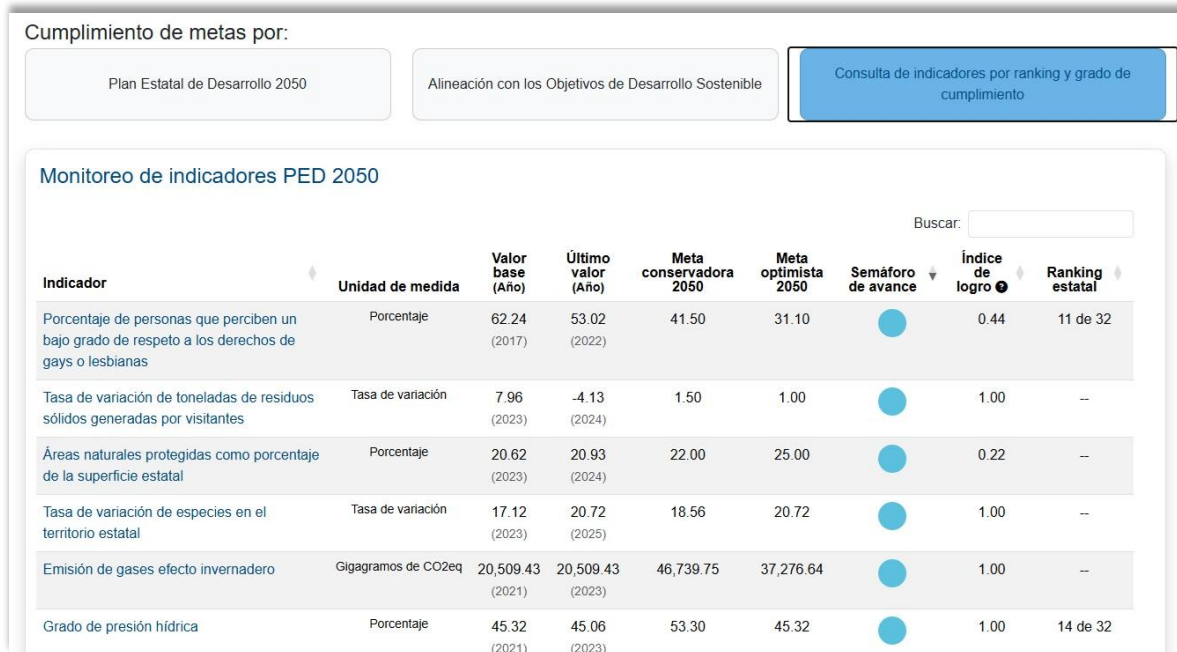 Cumplimiento de metas por:
Plan Estatal de Desarrollo 2050
Alineación con los Objetivos de Desarrollo Sostenible
Consulta de indicadores por ranking y grado de
cumplimiento
Monitoreo de indicadores PED 2050
Buscar:
Indicador Unidad de medida Valor base (Año) Último valor (Año) Meta conservadora 2050 Meta optimista 2050 Semáforo de avance Índice de logro ? Ranking estatal
Porcentaje de personas que perciben un Porcentaje 62.24 53.02 41.50 31.10 0.44 11 de 32
bajo grado de respeto a los derechos de (2017) (2022)
gays o lesbianas
Tasa de variación de toneladas de residuos Tasa de variación 7.96 -4.13 1.50 1.00 1.00 --
sólidos generadas por visitantes (2023) (2024)
Áreas naturales protegidas como porcentaje Porcentaje 20.62 20.93 22.00 25.00 0.22 --
de la superficie estatal (2023) (2024)
Tasa de variación de especies en el Tasa de variación 17.12 20.72 18.56 20.72 1.00 --
territorio estatal (2023) (2025)
Emisión de gases efecto invernadero Gigagramos de CO2eq 20,509.43 20,509.43 46,739.75 37,276.64 1.00 --
(2021) (2023)
Grado de presión hídrica Porcentaje 45.32 45.06 53.30 45.32 1.00 14 de 32
(2021) (2023)